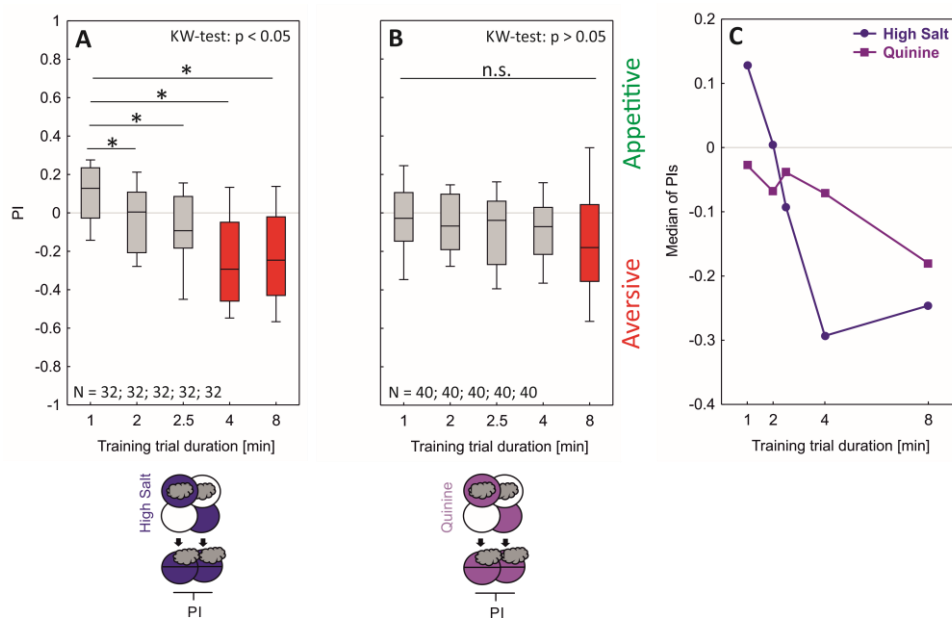 A
KW-test: p < 0.05
*
*
*
*
PI
1
0.8
0.6
0.4
0.2
0
-0.2
-0.4
-0.6
-0.8
-1
N = 32; 32; 32; 32; 32
1 2 2.5 4 8
Training trial duration [min]
High Salt
PI
B
KW-test: p > 0.05
n.s.
N = 40; 40; 40; 40; 40
1 2 2.5 4 8
Training trial duration [min]
Quinine
PI
Appetitive
Aversive
C
High Salt
Quinine
Median of PIs
0.2
0.1
0
-0.1
-0.2
-0.3
-0.4
1 2 4 8
Training trial duration [min]